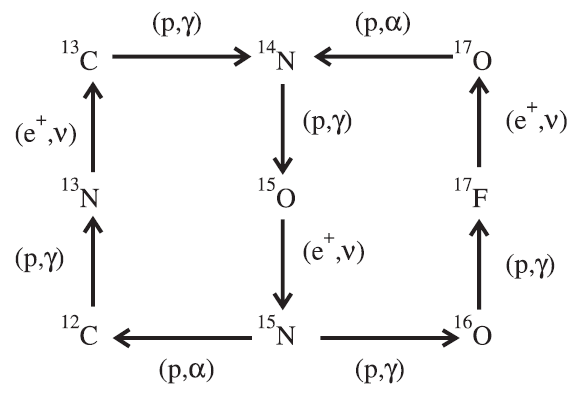 (p,γ) (p,α)
¹³C ¹⁴N ¹⁷O
(e⁺,ν) (p,γ) (e⁺,ν)
¹³N ¹⁵O ¹⁷F
(p,γ) (e⁺,ν) (p,γ)
¹²C ¹⁵N ¹⁶O
(p,α) (p,γ)